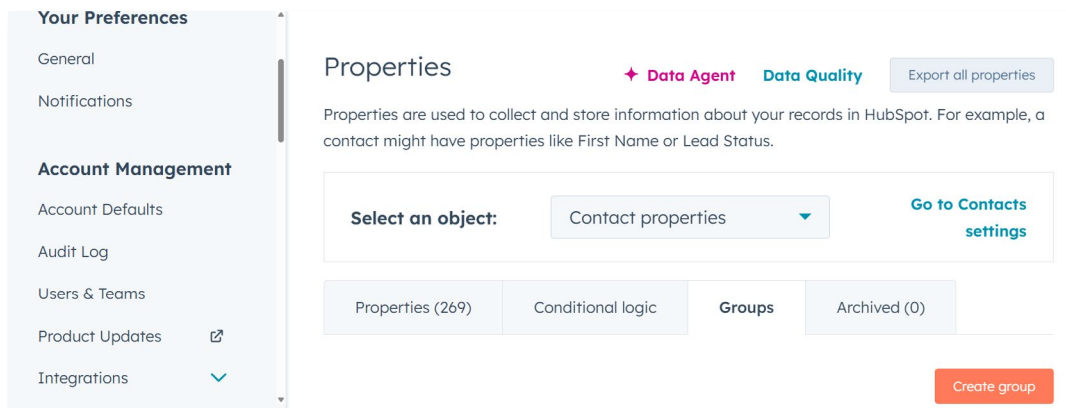 Your Preferences
General
Notifications
Account Management
Account Defaults
Audit Log
Users & Teams
Product Updates
Integrations
Properties
Data Agent
Data Quality
Export all properties
Properties are used to collect and store information about your records in HubSpot. For example, a
contact might have properties like First Name or Lead Status.
Select an object:
Contact properties
Go to Contacts
settings
Properties (269)
Conditional logic
Groups
Archived (0)
Create group